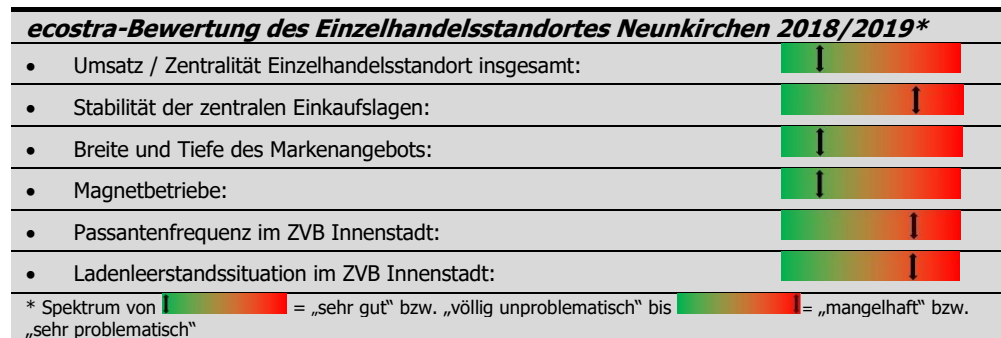 ecostra-Bewertung des Einzelhandelsstandortes Neunkirchen 2018/2019*
• Umsatz / Zentralität Einzelhandelsstandort insgesamt:
• Stabilität der zentralen Einkaufslagen:
• Breite und Tiefe des Markenangebots:
• Magnetbetriebe:
• Passantenfrequenz im ZVB Innenstadt:
• Ladenleerstandssituation im ZVB Innenstadt:
* Spektrum von = „sehr gut“ bzw. „völlig unproblematisch“ bis = „mangelhaft“ bzw.
„sehr problematisch“